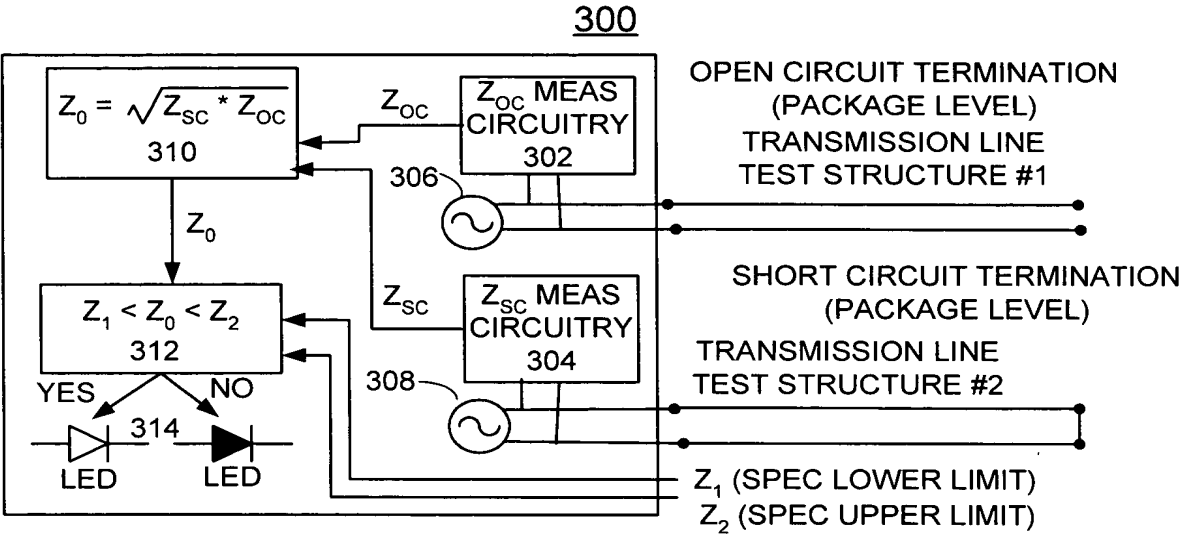 300
Z0 = √ZSC * ZOC
310
ZOC
ZOC MEAS
CIRCUITRY
302
306
OPEN CIRCUIT TERMINATION
(PACKAGE LEVEL)
TRANSMISSION LINE
TEST STRUCTURE #1
Z0
ZSC
Z1 < Z0 < Z2
312
ZSC MEAS
CIRCUITRY
304
308
SHORT CIRCUIT TERMINATION
(PACKAGE LEVEL)
TRANSMISSION LINE
TEST STRUCTURE #2
YES
NO
314
LED
LED
Z1 (SPEC LOWER LIMIT)
Z2 (SPEC UPPER LIMIT)